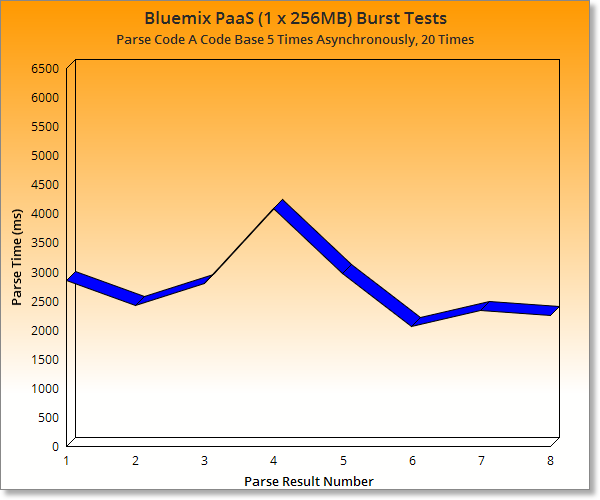 Bluemix PaaS (1 x 256MB) Burst Tests
Parse Code A Code Base 5 Times Asynchronously, 20 Times
6500
6000
5500
5000
4500
4000
3500
3000
2500
2000
1500
1000
500
0
Parse Time (ms)
1 2 3 4 5 6 7 8
Parse Result Number